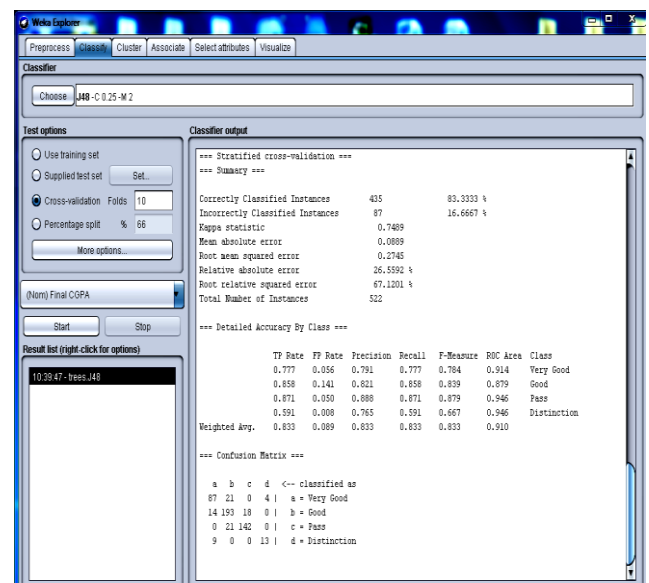 Weka Explorer
Preprocess Classify Cluster Associate Select attributes Visualize
Classifier
Choose J48 -C 0.25 -M 2
Test options
Use training set
Supplied test set Set...
Cross-validation Folds 10
Percentage split % 66
More options...
(Nom) Final CGPA
Start Stop
Result list (right-click for options)
10:39:47 - trees.J48
Classifier output
=== Stratified cross-validation ===
=== Summary ===
Correctly Classified Instances 435 83.3333 %
Incorrectly Classified Instances 87 16.6667 %
Kappa statistic 0.7489
Mean absolute error 0.0889
Root mean squared error 0.2745
Relative absolute error 26.5592 %
Root relative squared error 67.1201 %
Total Number of Instances 522
=== Detailed Accuracy By Class ===
TP Rate FP Rate Precision Recall F-Measure ROC Area Class
0.777 0.056 0.791 0.777 0.784 0.914 Very Good
0.858 0.141 0.821 0.858 0.839 0.879 Good
0.871 0.050 0.888 0.871 0.879 0.946 Pass
0.591 0.008 0.765 0.591 0.667 0.946 Distinction
Weighted Avg. 0.833 0.089 0.833 0.833 0.833 0.910
=== Confusion Matrix ===
a b c d <-- classified as
87 21 0 4 | a = Very Good
14 193 18 0 | b = Good
0 21 142 0 | c = Pass
9 0 0 13 | d = Distinction